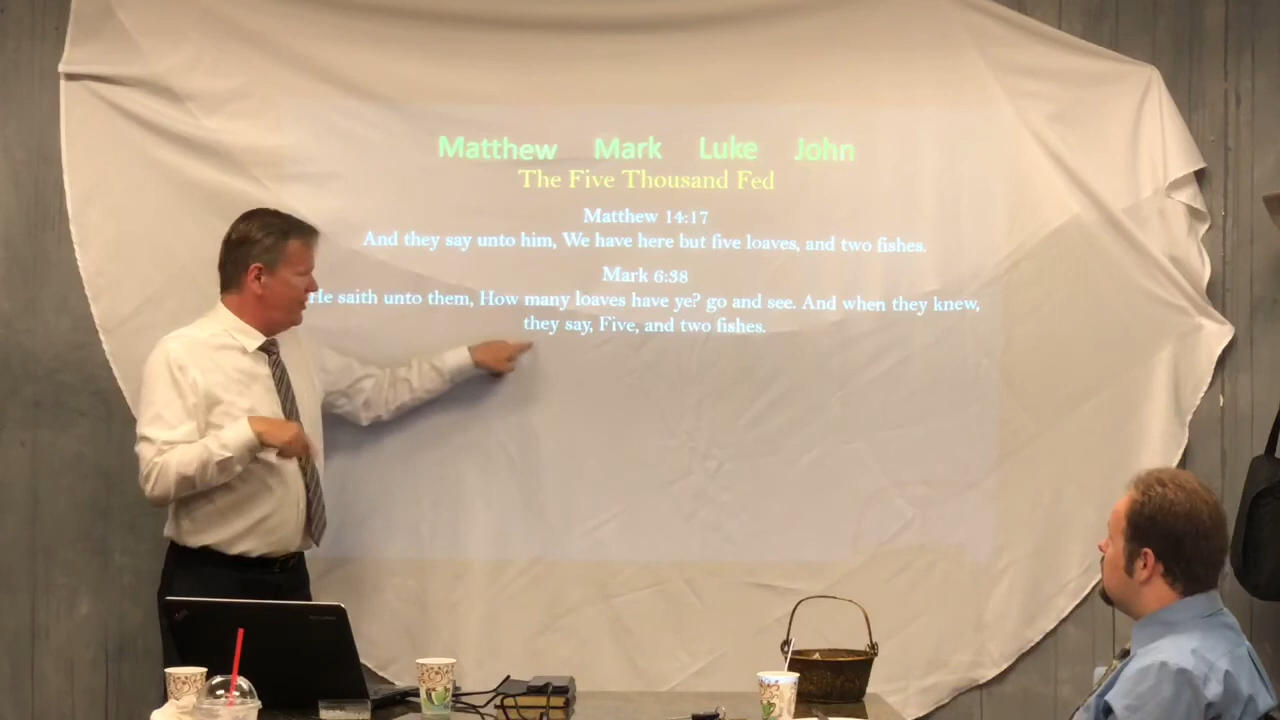 Matthew Mark Luke John
The Five Thousand Fed
Matthew 14:17
And they say unto him, We have here but five loaves, and two fishes.
Mark 6:38
He saith unto them, How many loaves have ye? go and see. And when they knew,
they say, Five, and two fishes.